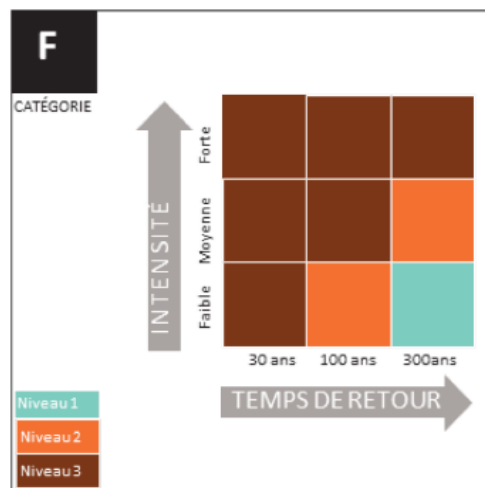 F
CATÉGORIE
INTENSITÉ
Forte
Moyenne
Faible
30 ans 100 ans 300ans
TEMPS DE RETOUR
Niveau 1
Niveau 2
Niveau 3